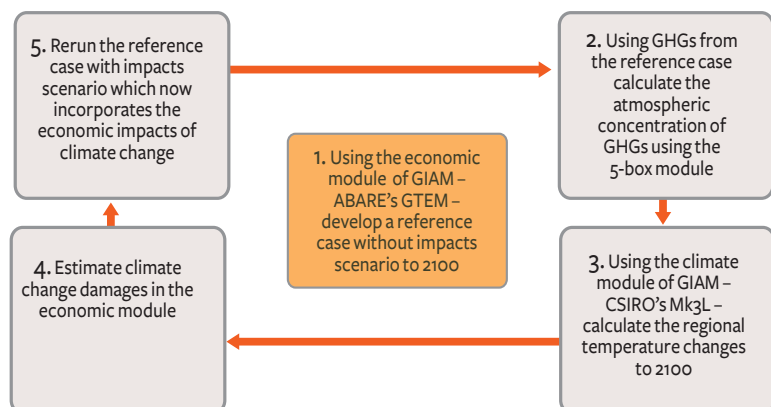 5. Rerun the reference
case with impacts
scenario which now
incorporates the
economic impacts of
climate change
2. Using GHGs from
the reference case
calculate the
atmospheric
concentration of
GHGs using the
5-box module
1. Using the economic
module of GIAM –
ABARE's GTEM –
develop a reference
case without impacts
scenario to 2100
4. Estimate climate
change damages in the
economic module
3. Using the climate
module of GIAM –
CSIRO's Mk3L –
calculate the regional
temperature changes
to 2100